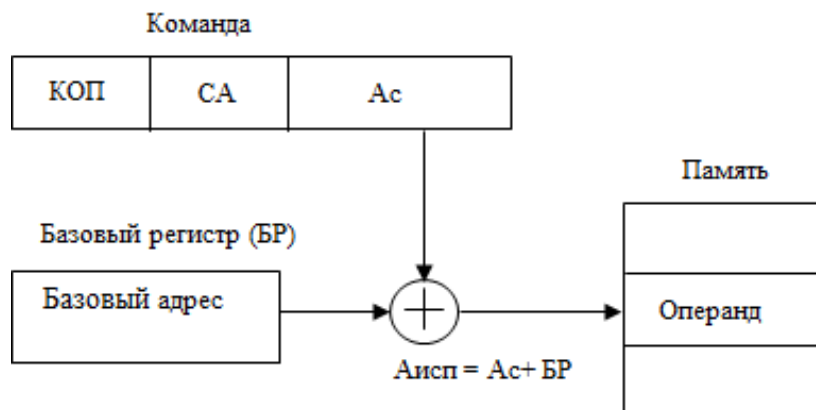 Команда
КОП СА Ас
Память
Базовый регистр (БР)
Базовый адрес
Операнд
Аисп = Ас+ БР